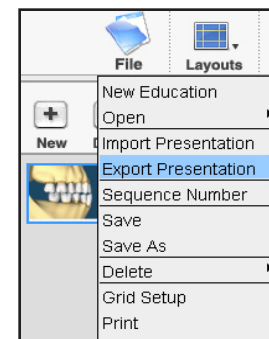 File Layouts
New Education
Open
New
Import Presentation
Export Presentation
Sequence Number
Save
Save As
Delete
Grid Setup
Print